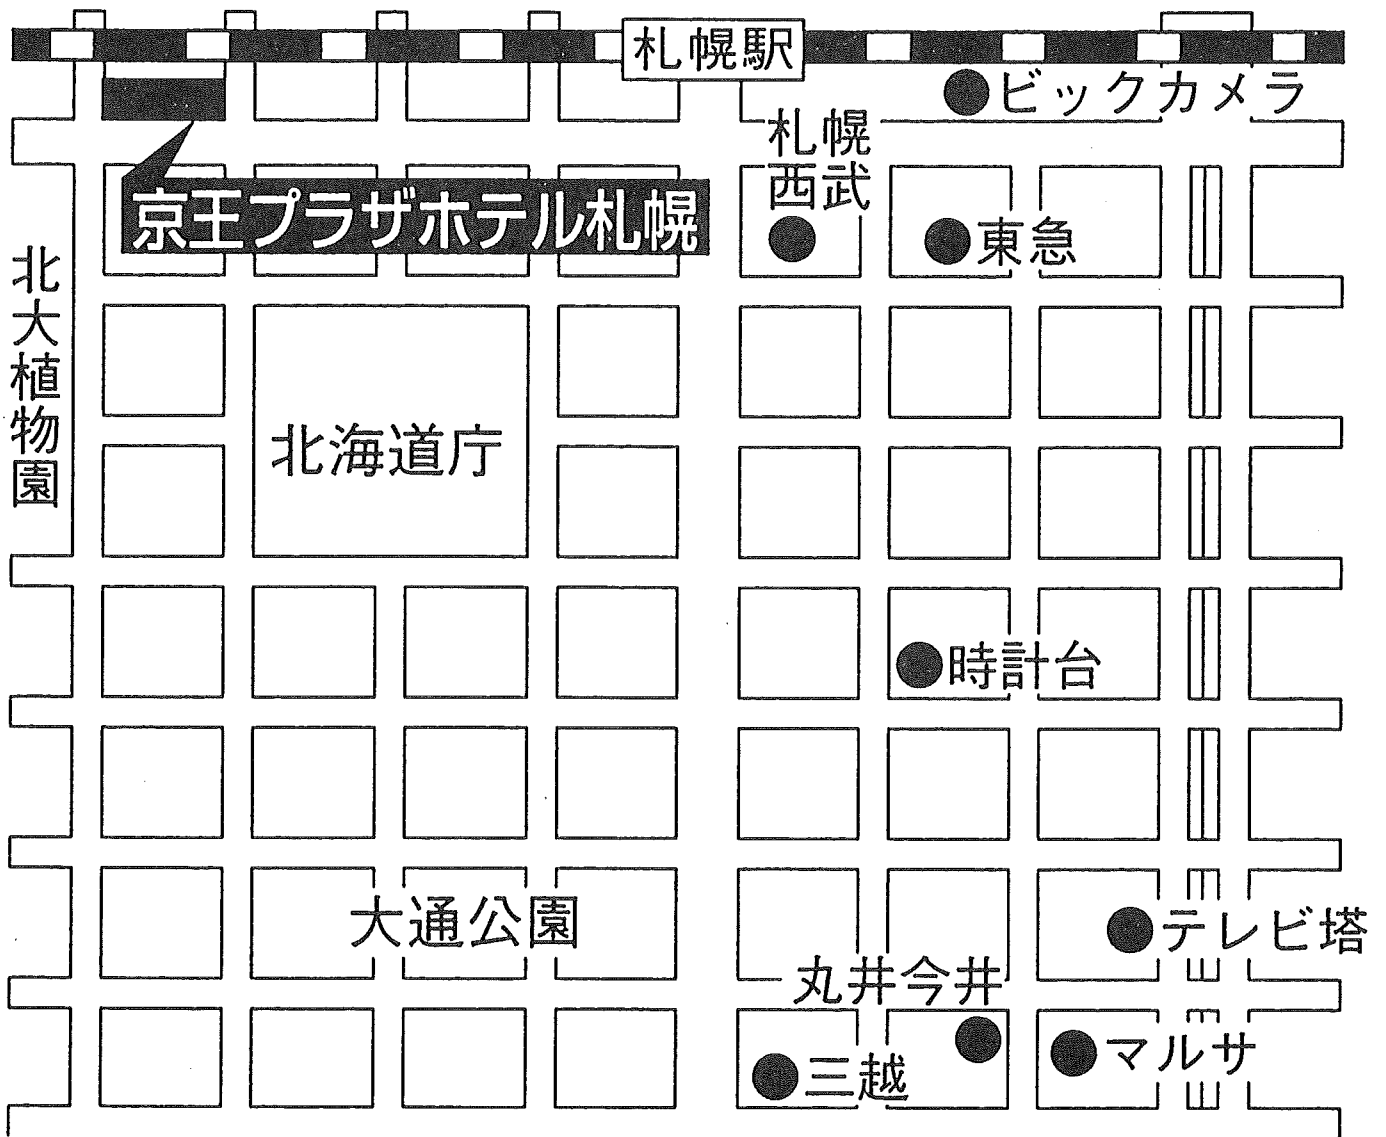 札幌駅
ビックカメラ
札幌
西武
京王プラザホテル札幌
東急
北大植物園
北海道庁
時計台
大通公園
テレビ塔
丸井今井
三越
マルサ